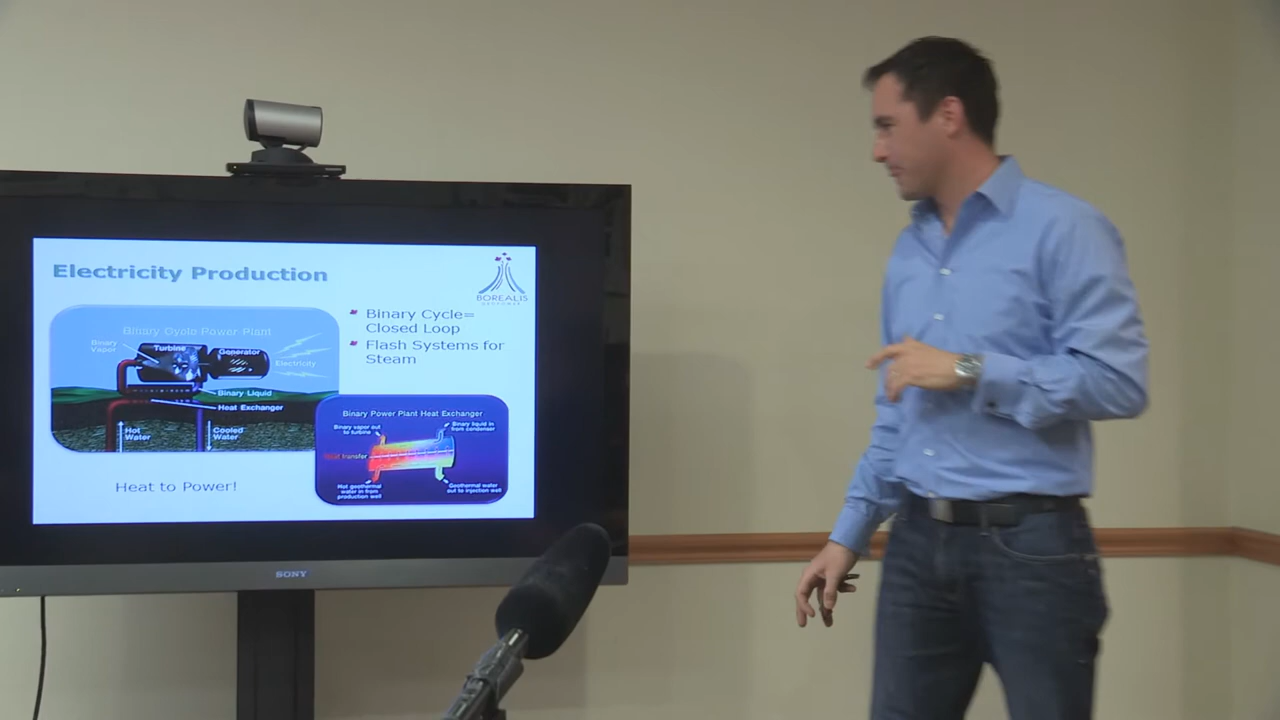 Electricity Production
BOREALIS
GEOPOWER
Binary Cycle=
Closed Loop
Flash Systems for
Steam
Binary Cycle Power Plant
Binary
Vapor
Turbine
Generator
Electricity
Binary Liquid
Heat Exchanger
Hot
Water
Cooled
Water
Binary Power Plant Heat Exchanger
Binary vapor out
to turbine
Binary liquid in
from condenser
Heat transfer
Hot geothermal
water in from
production well
Geothermal water
out to injection well
Heat to Power!
SONY